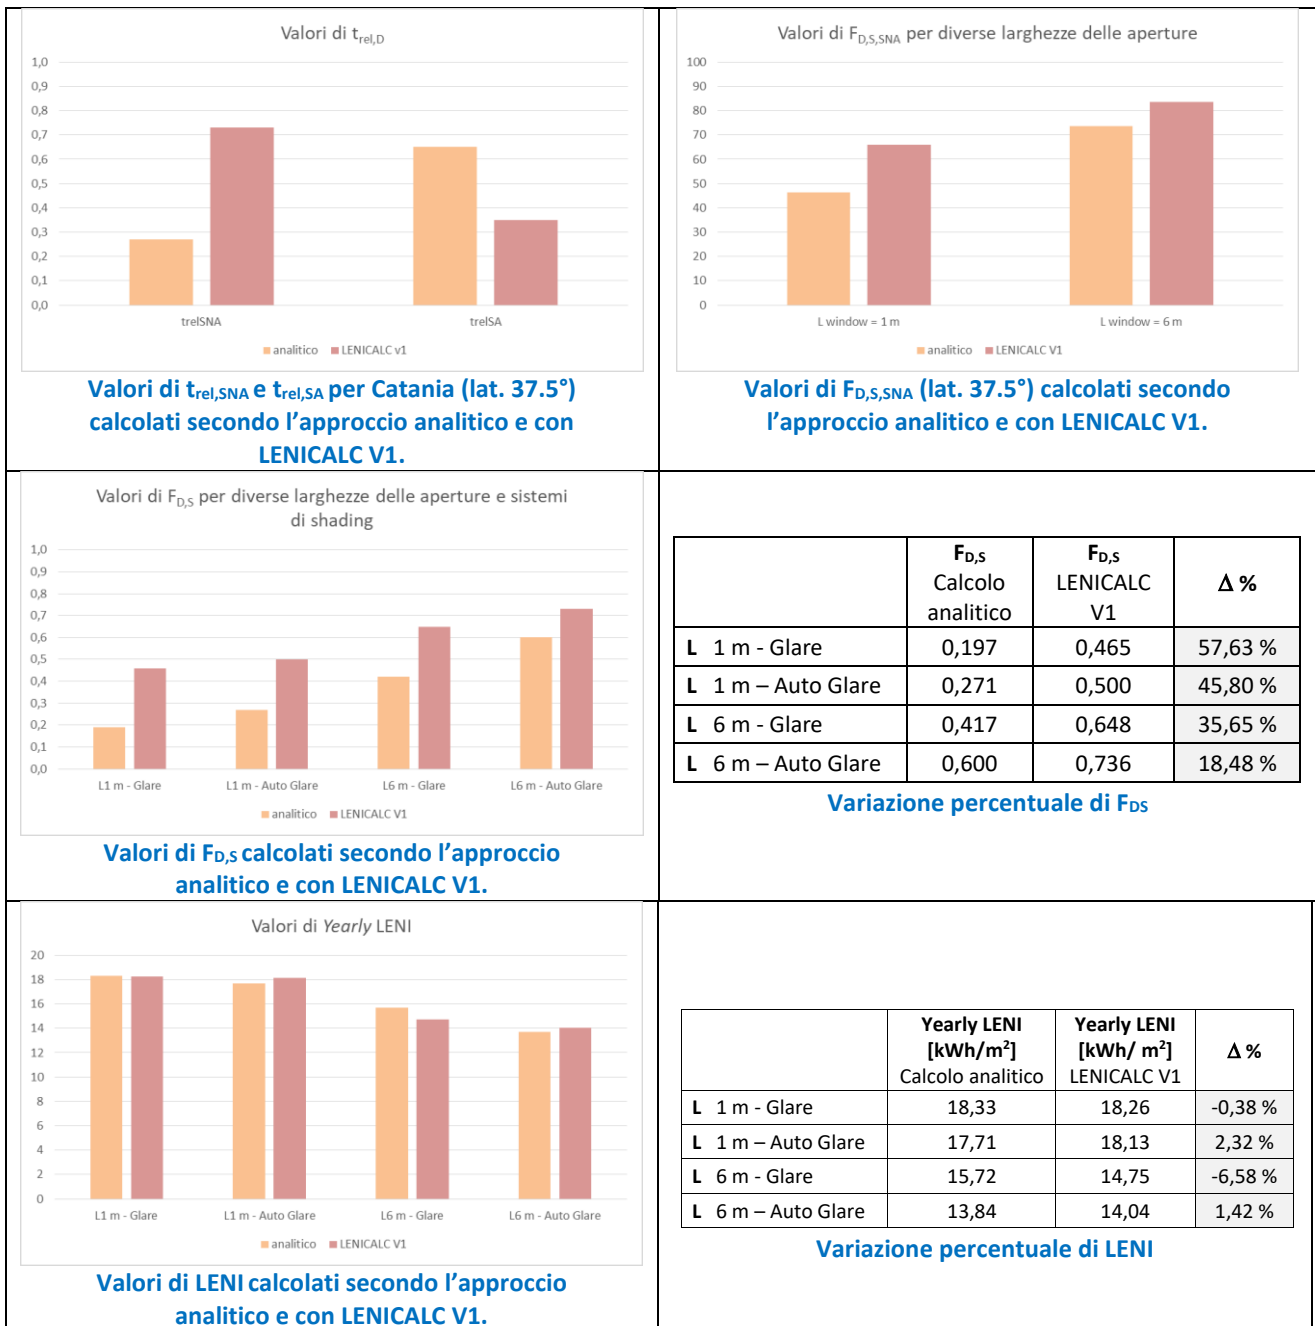 Valori di trel,D
1,0
0,9
0,8
0,7
0,6
0,5
0,4
0,3
0,2
0,1
0,0
trelSNA trelSA
analitico LENICALC v1
Valori di trel,SNA e trel,SA per Catania (lat. 37.5°)
calcolati secondo l’approccio analitico e con
LENICALC V1.
Valori di FD,S,SNA per diverse larghezze delle aperture
100
90
80
70
60
50
40
30
20
10
0
L window = 1 m L window = 6 m
analitico LENICALC V1
Valori di FD,S,SNA (lat. 37.5°) calcolati secondo
l’approccio analitico e con LENICALC V1.
Valori di FD,S per diverse larghezze delle aperture e sistemi
di shading
1,0
0,9
0,8
0,7
0,6
0,5
0,4
0,3
0,2
0,1
0,0
L1 m - Glare L1 m - Auto Glare L6 m - Glare L6 m - Auto Glare
analitico LENICALC V1
Valori di FD,S calcolati secondo l’approccio
analitico e con LENICALC V1.
FD,S Calcolo analitico FD,S LENICALC V1 Δ %
L 1 m - Glare 0,197 0,465 57,63 %
L 1 m – Auto Glare 0,271 0,500 45,80 %
L 6 m - Glare 0,417 0,648 35,65 %
L 6 m – Auto Glare 0,600 0,736 18,48 %
Variazione percentuale di FDS
Valori di Yearly LENI
20
18
16
14
12
10
8
6
4
2
0
L1 m - Glare L1 m - Auto Glare L6 m - Glare L6 m - Auto Glare
analitico LENICALC V1
Valori di LENI calcolati secondo l’approccio
analitico e con LENICALC V1.
Yearly LENI [kWh/m²] Calcolo analitico Yearly LENI [kWh/ m²] LENICALC V1 Δ %
L 1 m - Glare 18,33 18,26 -0,38 %
L 1 m – Auto Glare 17,71 18,13 2,32 %
L 6 m - Glare 15,72 14,75 -6,58 %
L 6 m – Auto Glare 13,84 14,04 1,42 %
Variazione percentuale di LENI